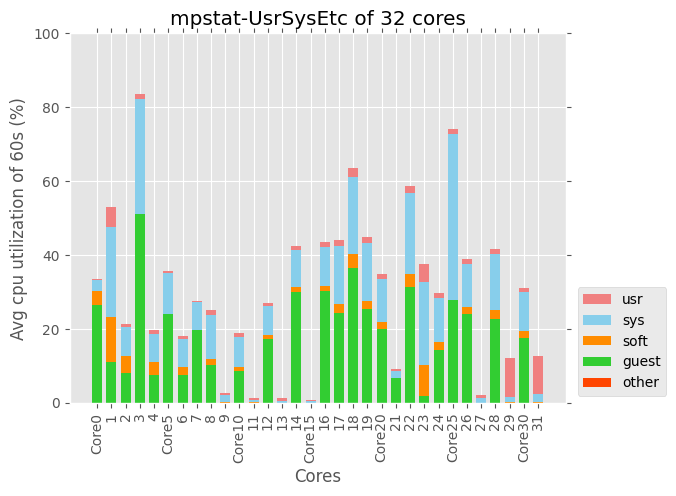 mpstat-UsrSysEtc of 32 cores
Avg cpu utilization of 60s (%)
100
80
60
40
20
0
Core0
1
2
3
4
Core5
6
7
8
9
Core10
11
12
13
14
Core15
16
17
18
19
Core20
21
22
23
24
Core25
26
27
28
29
Core30
31
Cores
usr
sys
soft
guest
other